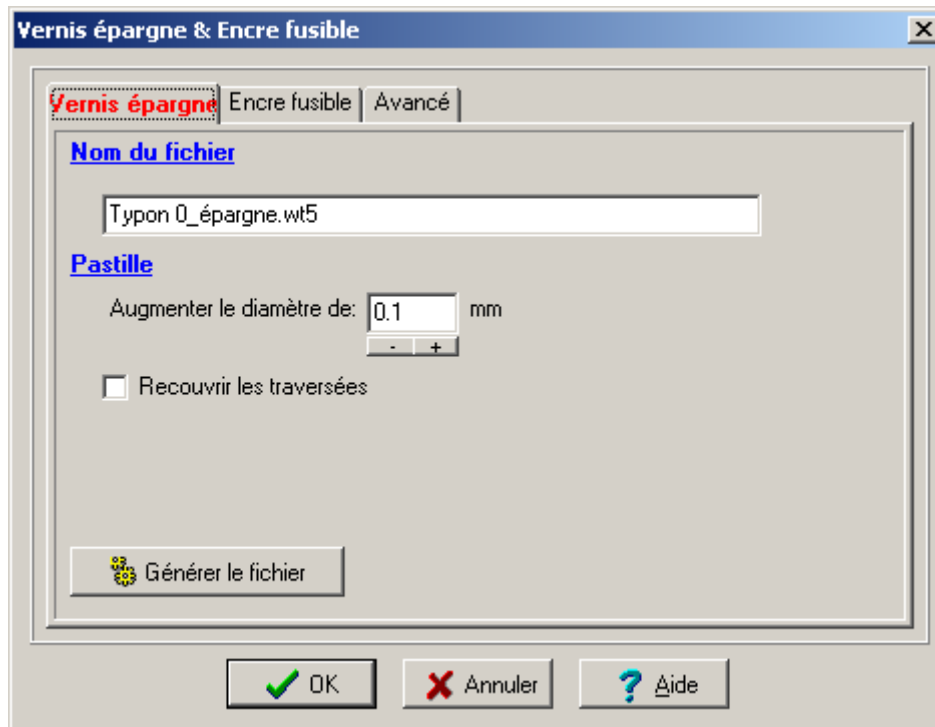 Vernis épargne & Encre fusible
Vernis épargne Encre fusible Avancé
Nom du fichier
Typon 0_épargne.wt5
Pastille
Augmenter le diamètre de: 0.1 mm
- +
Recouvrir les traversées
Générer le fichier
OK Annuler Aide